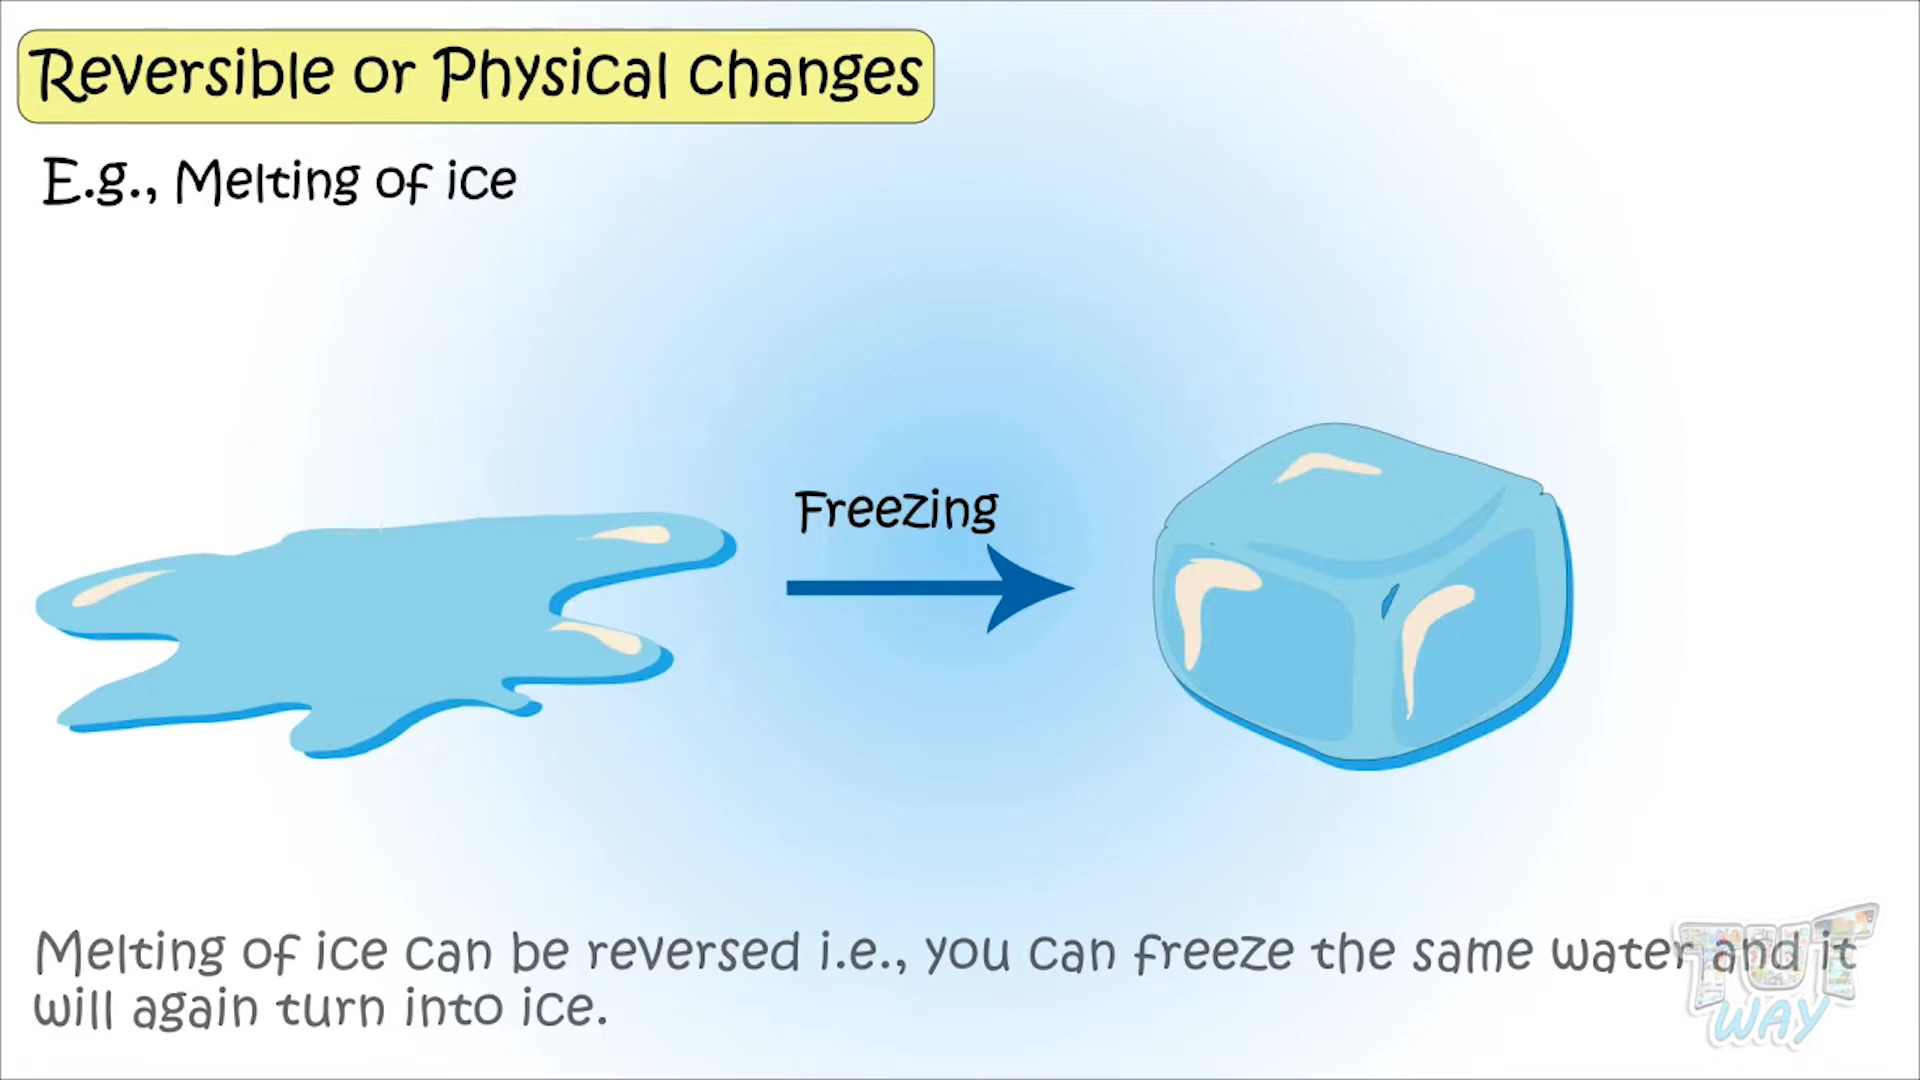 Reversible or Physical changes
E.g., Melting of ice
Freezing
Melting of ice can be reversed i.e., you can freeze the same water and it
will again turn into ice.
TUT
WAY